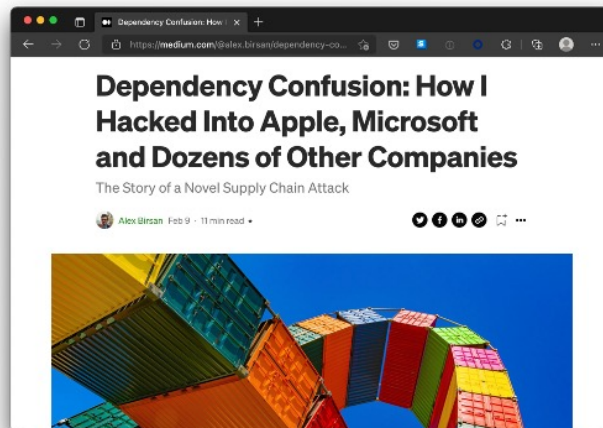 Dependency Confusion: How I
https://medium.com/@alex.birsan/dependency-co...
Dependency Confusion: How I
Hacked Into Apple, Microsoft
and Dozens of Other Companies
The Story of a Novel Supply Chain Attack
Alex Birsan Feb 9 · 11 min read